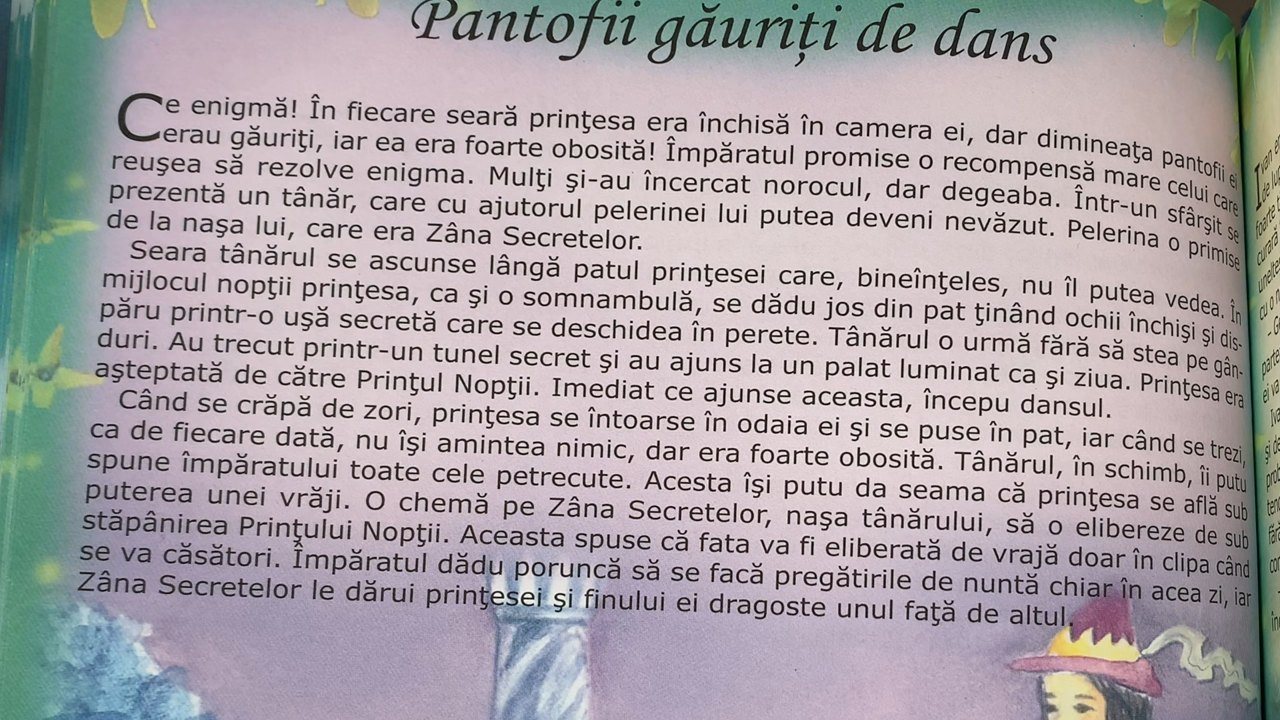 Pantofii găuriți de dans
Ce enigmă! În fiecare seară prinţesa era închisă în camera ei, dar dimineaţa pantofii ei
erau găuriţi, iar ea era foarte obosită! Împăratul promise o recompensă mare celui care
reuşea să rezolve enigma. Mulţi şi-au încercat norocul, dar degeaba. Într-un sfârşit se
prezentă un tânăr, care cu ajutorul pelerinei lui putea deveni nevăzut. Pelerina o primise
de la naşa lui, care era Zâna Secretelor.
Seara tânărul se ascunse lângă patul prinţesei care, bineînţeles, nu îl putea vedea. În
mijlocul nopţii prinţesa, ca şi o somnambulă, se dădu jos din pat ţinând ochii închişi şi dis-
păru printr-o uşă secretă care se deschidea în perete. Tânărul o urmă fără să stea pe gân-
duri. Au trecut printr-un tunel secret şi au ajuns la un palat luminat ca şi ziua. Prinţesa era
aşteptată de către Prinţul Nopţii. Imediat ce ajunse aceasta, începu dansul.
Când se crăpă de zori, prinţesa se întoarse în odaia ei şi se puse în pat, iar când se trezi,
ca de fiecare dată, nu îşi amintea nimic, dar era foarte obosită. Tânărul, în schimb, îi putu
spune împăratului toate cele petrecute. Acesta îşi putu da seama că prinţesa se află sub
puterea unei vrăji. O chemă pe Zâna Secretelor, naşa tânărului, să o elibereze de sub
stăpânirea Prinţului Nopţii. Aceasta spuse că fata va fi eliberată de vrajă doar în clipa când
se va căsători. Împăratul dădu poruncă să se facă pregătirile de nuntă chiar în acea zi, iar
Zâna Secretelor le dărui prinţesei şi finului ei dragoste unul faţă de altul.